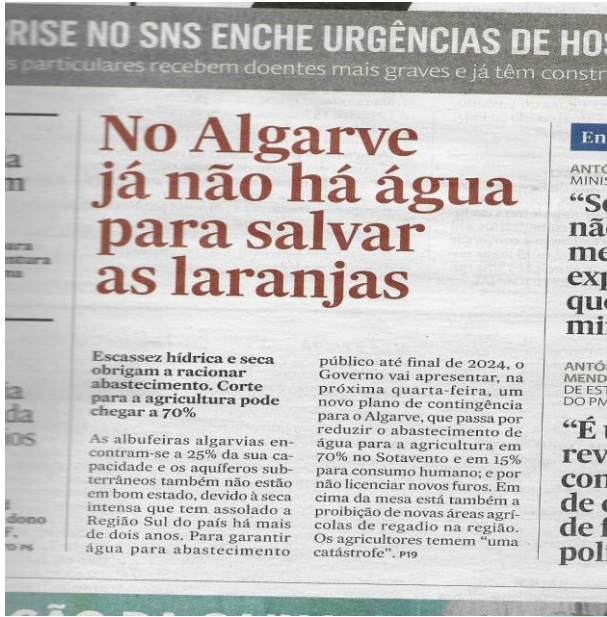 RISE NO SNS ENCHE URGÊNCIAS DE HOS
s particulares recebem doentes mais graves e já têm constr
No Algarve
já não há água
para salvar
as laranjas
Escassez hídrica e seca
obrigam a racionar
abastecimento. Corte
para a agricultura pode
chegar a 70%
As albufeiras algarvias en-
contram-se a 25% da sua ca-
pacidade e os aquíferos sub-
terrâneos também não estão
em bom estado, devido à seca
intensa que tem assolado a
Região Sul do país há mais
de dois anos. Para garantir
água para abastecimento
público até final de 2024, o
Governo vai apresentar, na
próxima quarta-feira, um
novo plano de contingência
para o Algarve, que passa por
reduzir o abastecimento de
água para a agricultura em
70% no Sotavento e em 15%
para consumo humano; e por
não licenciar novos furos. Em
cima da mesa está também a
proibição de novas áreas agrí-
colas de regadio na região.
Os agricultores temem “uma
catástrofe”. P19
En
ANTÓ
MINIS
“Se
nã
me
exp
que
mi
ANTÓ
MEND
DE EST
DO PM
“É
rev
con
de
de f
polí